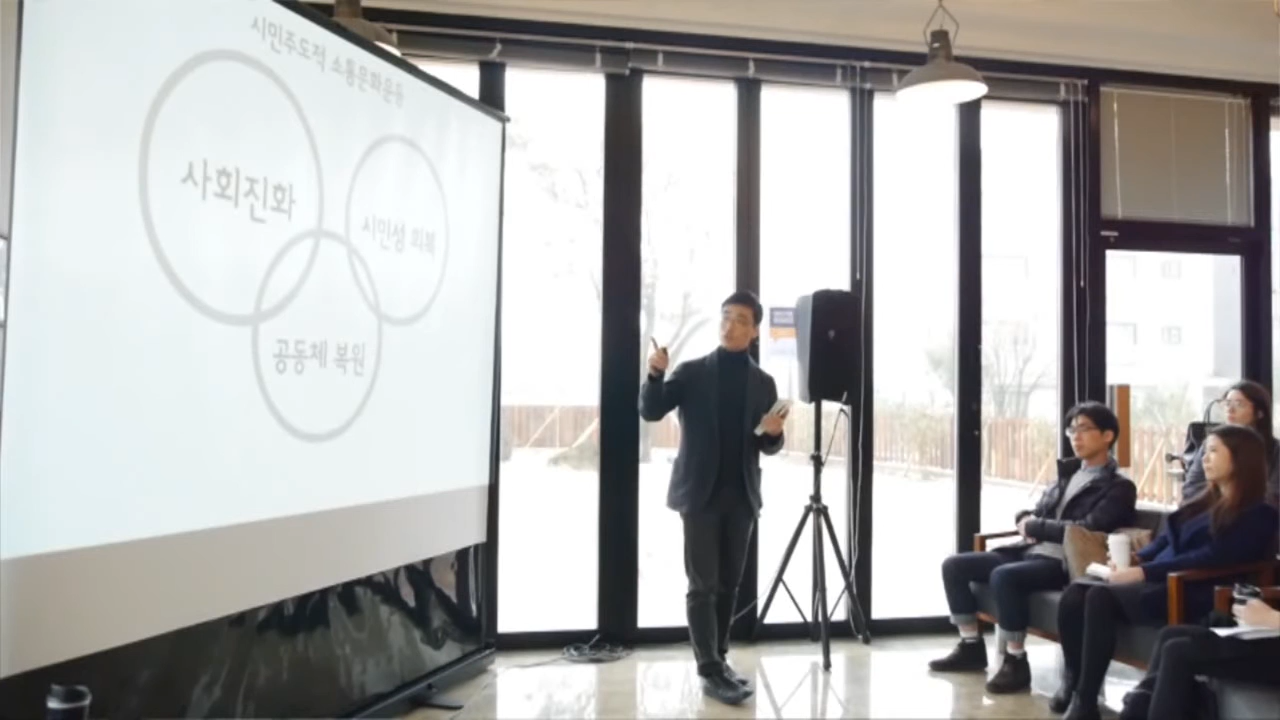 시민주도적 소통문화운동
사회진화
시민성 회복
공동체 복원